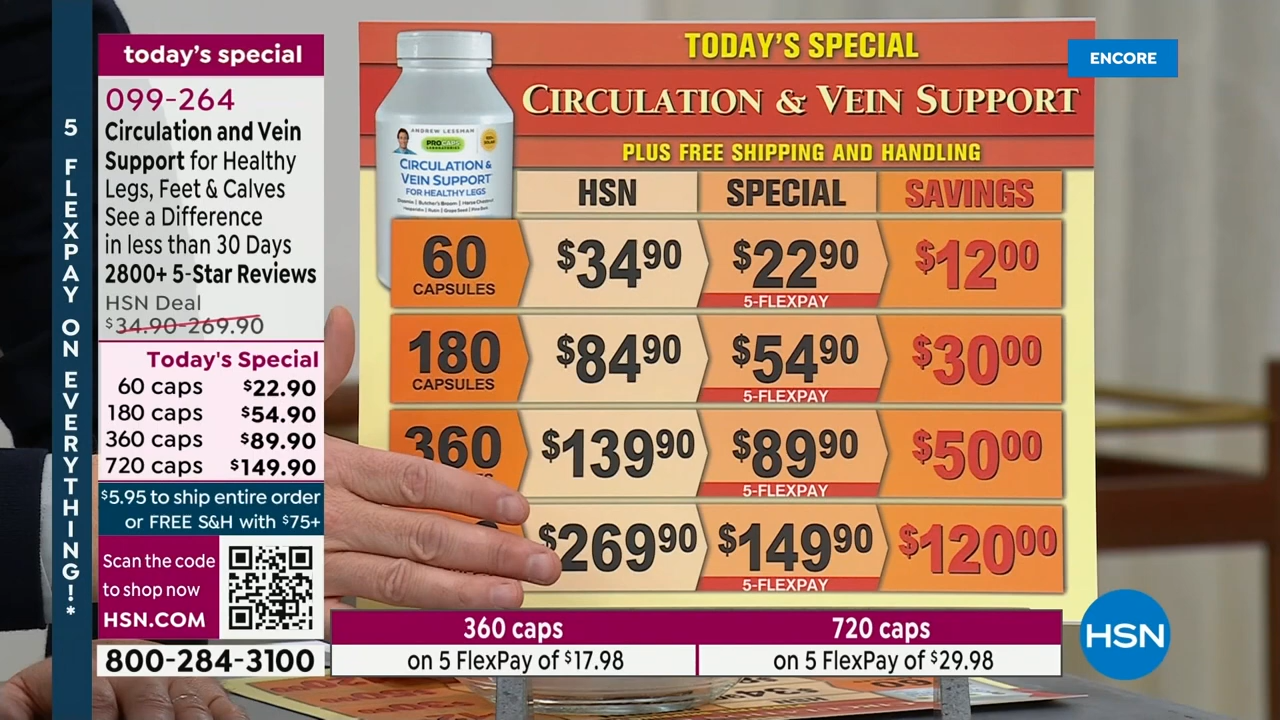 5 FLEXPAY ON EVERYTHING!*
today's special
099-264
Circulation and Vein
Support for Healthy
Legs, Feet & Calves
See a Difference
in less than 30 Days
2800+ 5-Star Reviews
HSN Deal
$34.90-269.90
Today's Special
60 caps $22.90
180 caps $54.90
360 caps $89.90
720 caps $149.90
$5.95 to ship entire order
or FREE S&H with $75+
Scan the code
to shop now
HSN.COM
800-284-3100
ENCORE
TODAY'S SPECIAL
CIRCULATION & VEIN SUPPORT
PLUS FREE SHIPPING AND HANDLING
ANDREW LESSMAN
PROCAPS
LABORATORIES
CIRCULATION &
VEIN SUPPORT
FOR HEALTHY LEGS
HSN SPECIAL SAVINGS
60 CAPSULES $34.90 $22.90 $12.00
5-FLEXPAY
180 CAPSULES $84.90 $54.90 $30.00
5-FLEXPAY
360 $139.90 $89.90 $50.00
5-FLEXPAY
$269.90 $149.90 $120.00
5-FLEXPAY
360 caps
on 5 FlexPay of $17.98
720 caps
on 5 FlexPay of $29.98
HSN